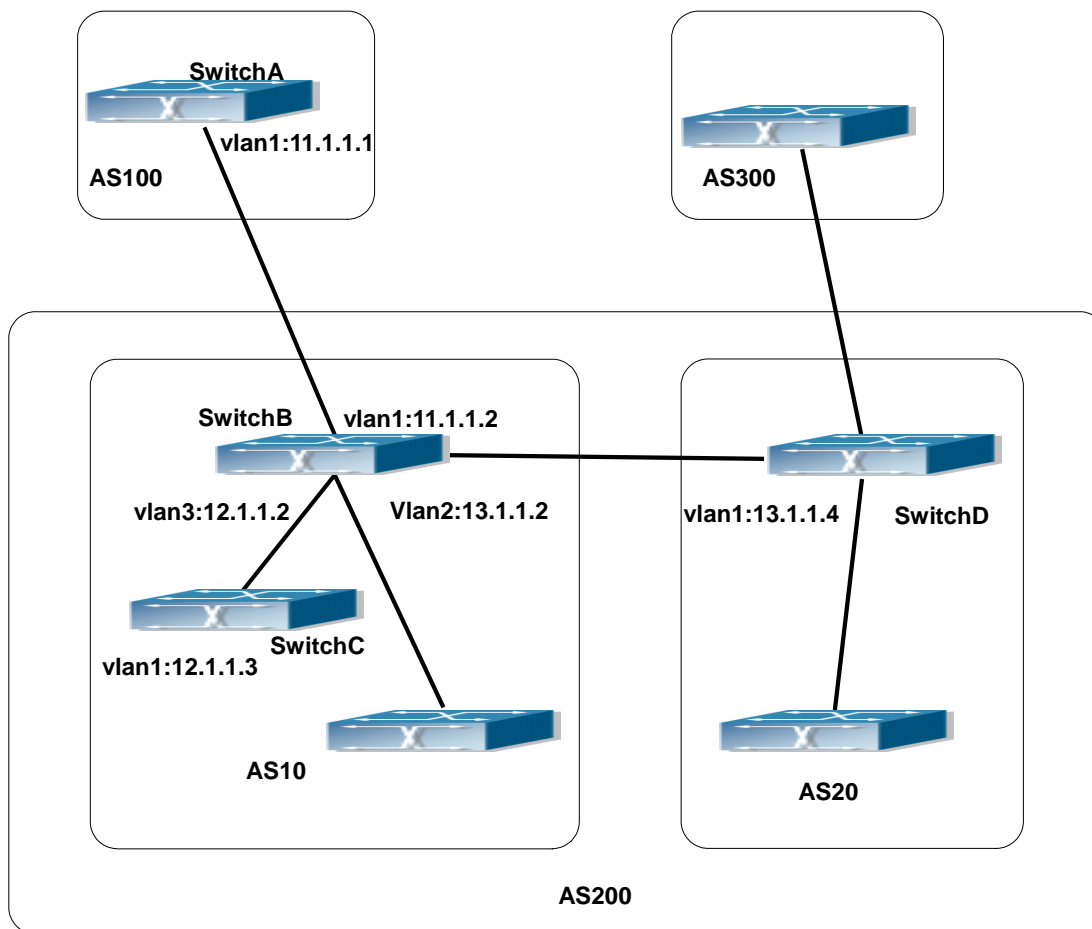 SwitchA
vlan1:11.1.1.1
AS100
AS300
SwitchB
vlan1:11.1.1.2
vlan3:12.1.1.2
Vlan2:13.1.1.2
vlan1:13.1.1.4
SwitchD
SwitchC
vlan1:12.1.1.3
AS10
AS20
AS200